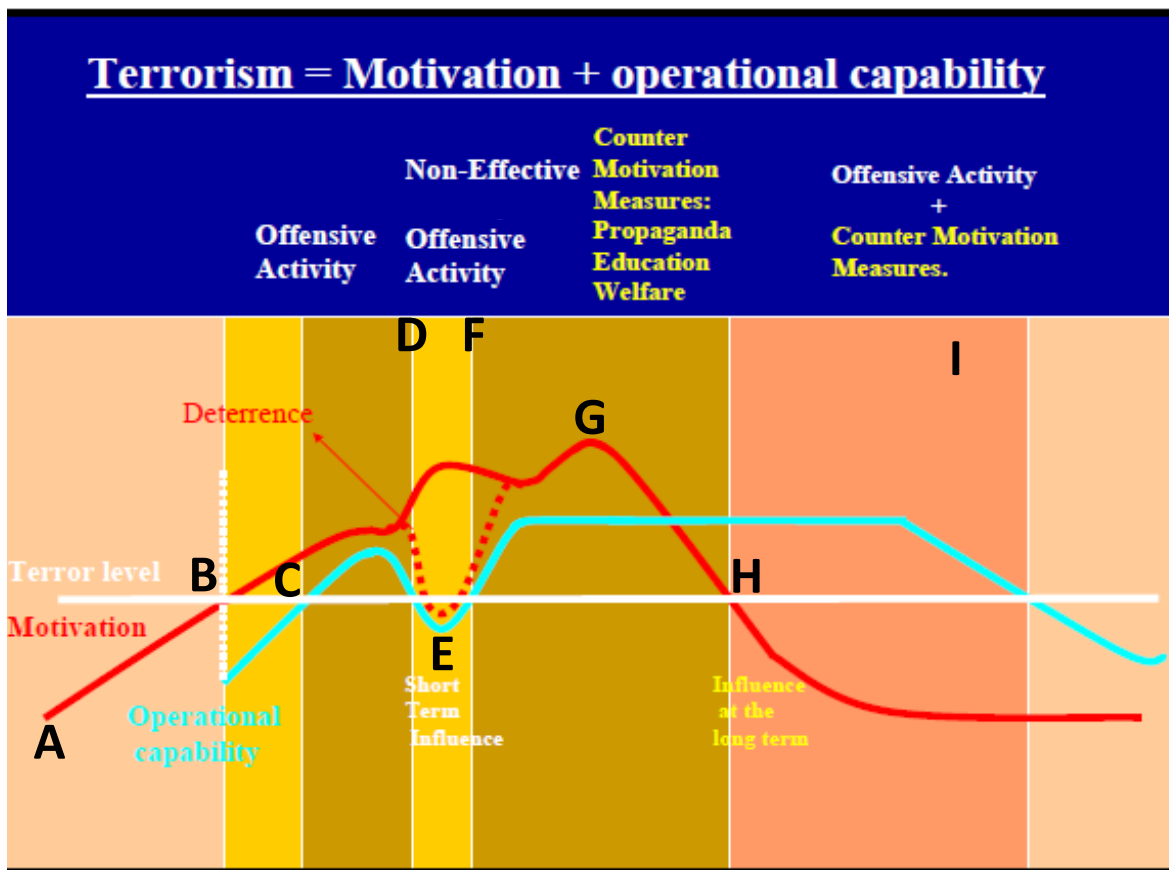 Terrorism = Motivation + operational capability
Offensive
Activity
Non-Effective
Offensive
Activity
Counter
Motivation
Measures:
Propaganda
Education
Welfare
Offensive Activity
+
Counter Motivation
Measures.
D
F
I
Deterrence
G
B
C
H
Terror level
Motivation
E
A
Operational
capability
Short
Term
Influence
Influence
at the
long term